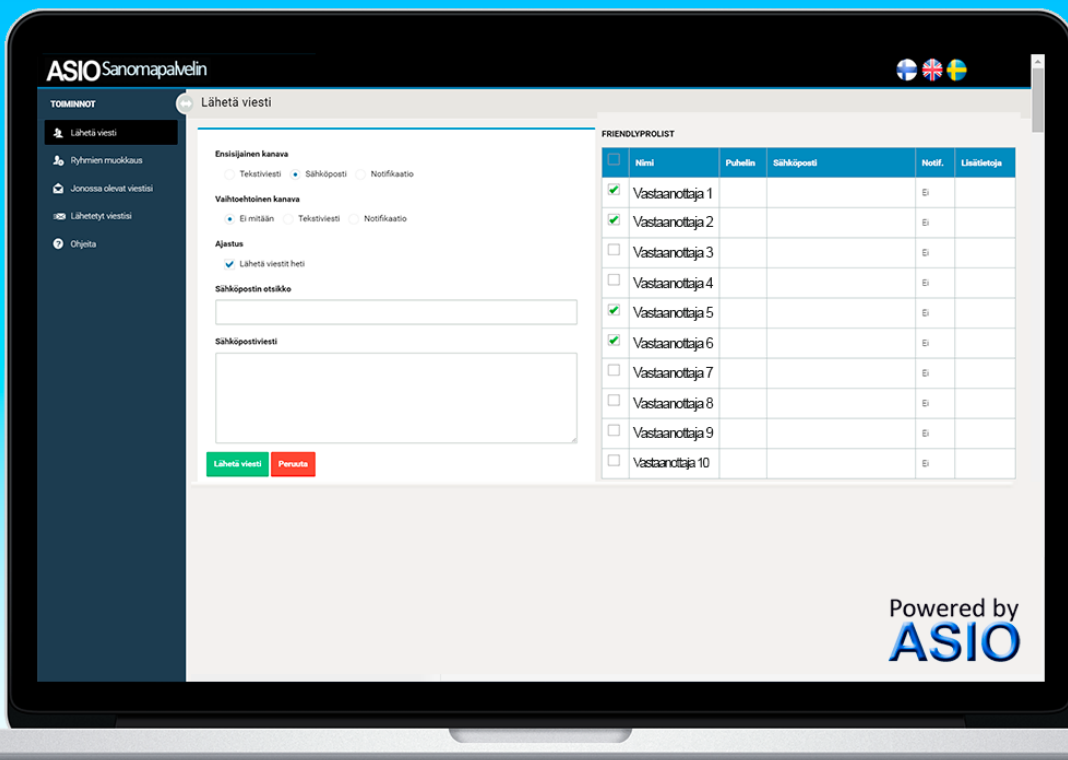 ASIO Sanomapalvelin
TOIMINNOT
Lähetä viesti
Ryhmien muokkaus
Jonossa olevat viestisi
Lähetetyt viestisi
Ohjeita
Lähetä viesti
Ensisijainen kanava
Tekstiviesti Sähköposti Notifikaatio
Vaihtoehtoinen kanava
Ei mitään Tekstiviesti Notifikaatio
Ajastus
Lähetä viestit heti
Sähköpostin otsikko
Sähköpostiviesti
Lähetä viesti Peruuta
FRIENDLYPROLIST
Nimi Puhelin Sähköposti Notif. Lisätietoja
Vastaanottaja 1 Ei
Vastaanottaja 2 Ei
Vastaanottaja 3 Ei
Vastaanottaja 4 Ei
Vastaanottaja 5 Ei
Vastaanottaja 6 Ei
Vastaanottaja 7 Ei
Vastaanottaja 8 Ei
Vastaanottaja 9 Ei
Vastaanottaja 10 Ei
Powered by
ASIO